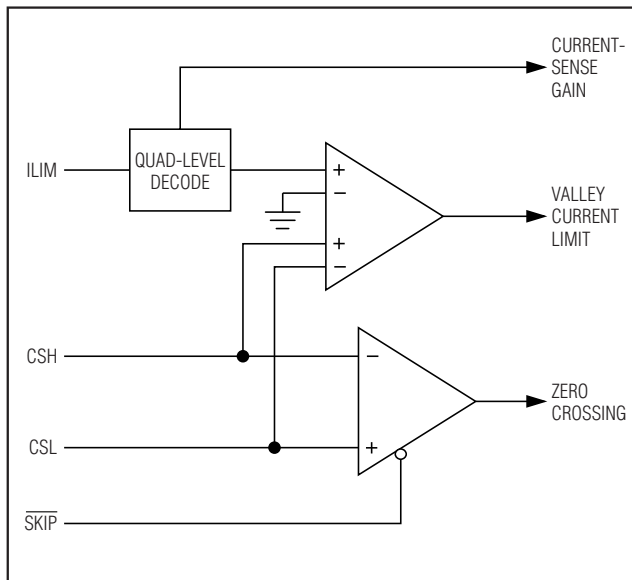 CURRENT-
SENSE
GAIN
ILIM
QUAD-LEVEL
DECODE
+
−
+
−
VALLEY
CURRENT
LIMIT
CSH
−
ZERO
CROSSING
CSL
+
SKIP